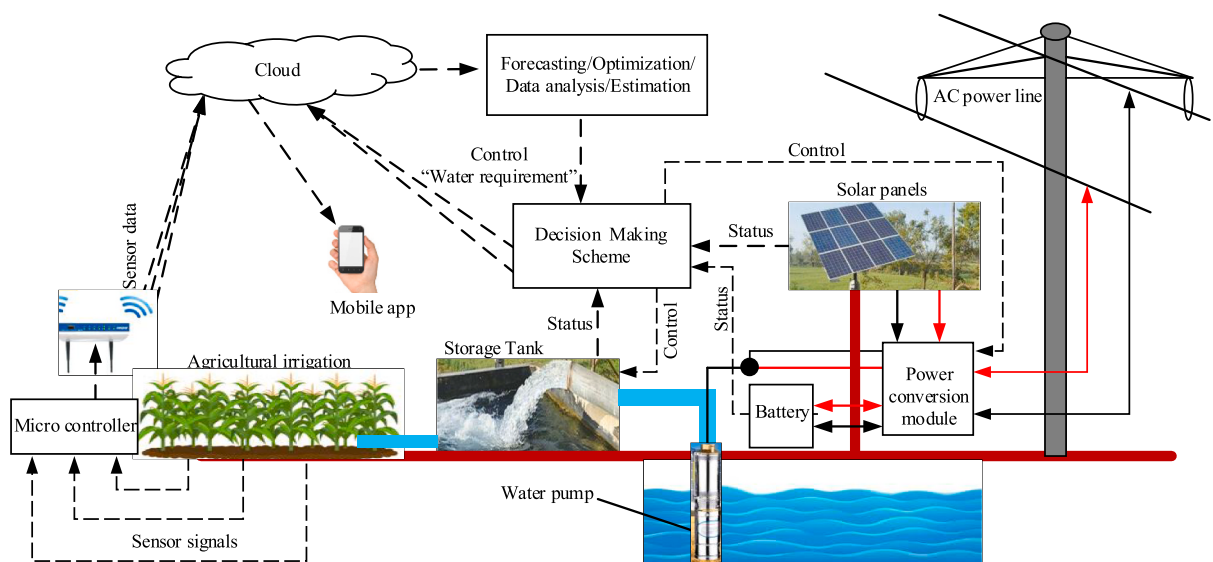 Cloud
Forecasting/Optimization/
Data analysis/Estimation
AC power line
Control
“Water requirement”
Control
Solar panels
Sensor data
Decision Making
Scheme
Status
Mobile app
Status
Control
Status
Agricultural irrigation
Storage Tank
Micro controller
Battery
Power
conversion
module
Water pump
Sensor signals